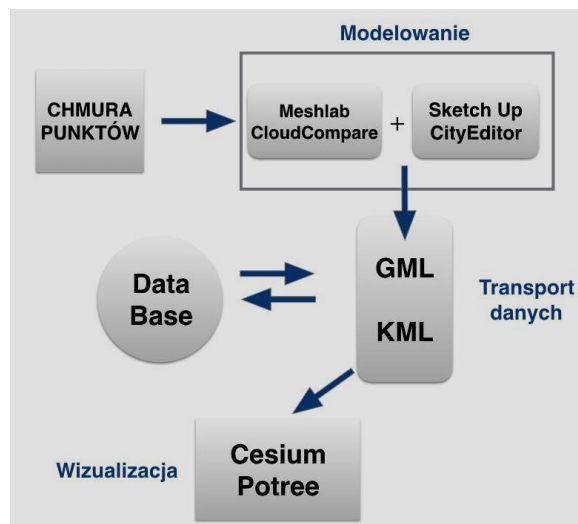 Modelowanie
CHMURA
PUNKTÓW
Meshlab
CloudCompare
+
Sketch Up
CityEditor
Data
Base
GML
KML
Transport
danych
Wizualizacja
Cesium
Potree